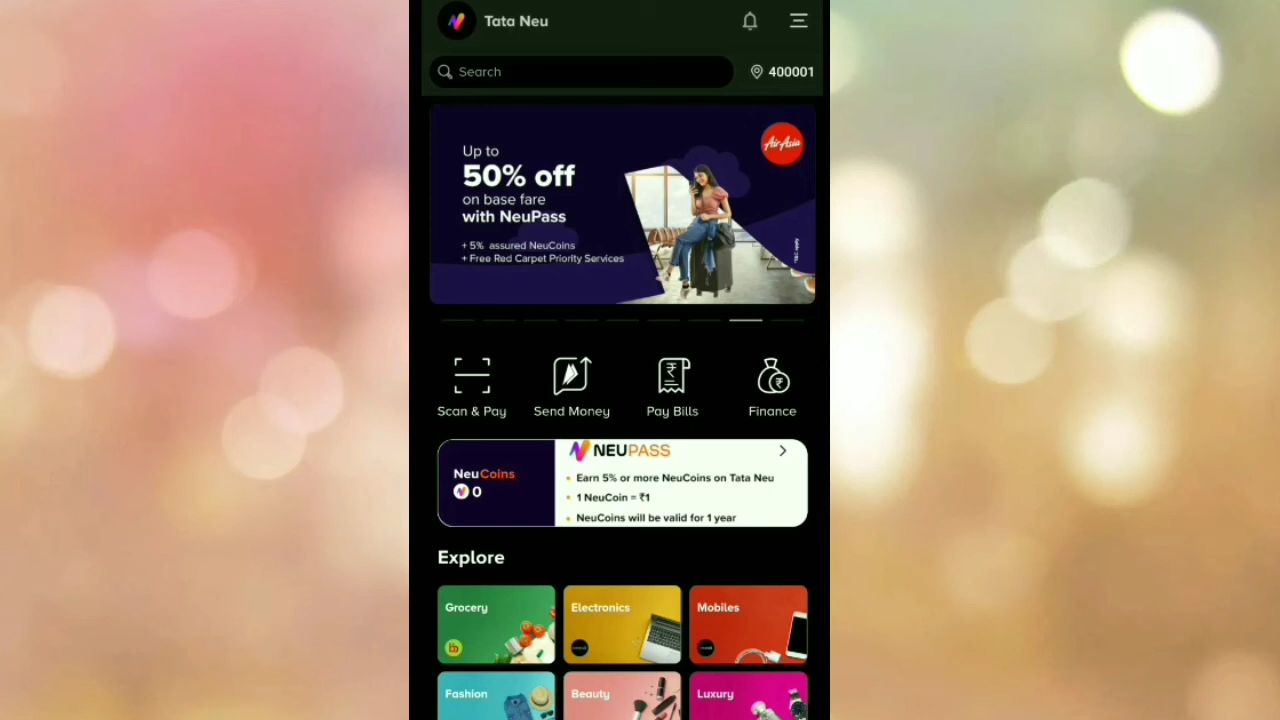 Tata Neu
Search
400001
AirAsia
Up to
50% off
on base fare
with NeuPass
+ 5% assured NeuCoins
+ Free Red Carpet Priority Services
*T&C apply
Scan & Pay
Send Money
Pay Bills
Finance
NeuCoins
0
NEUPASS
Earn 5% or more NeuCoins on Tata Neu
1 NeuCoin = ₹1
NeuCoins will be valid for 1 year
Explore
Grocery
bb
Electronics
Mobiles
Fashion
Beauty
Luxury